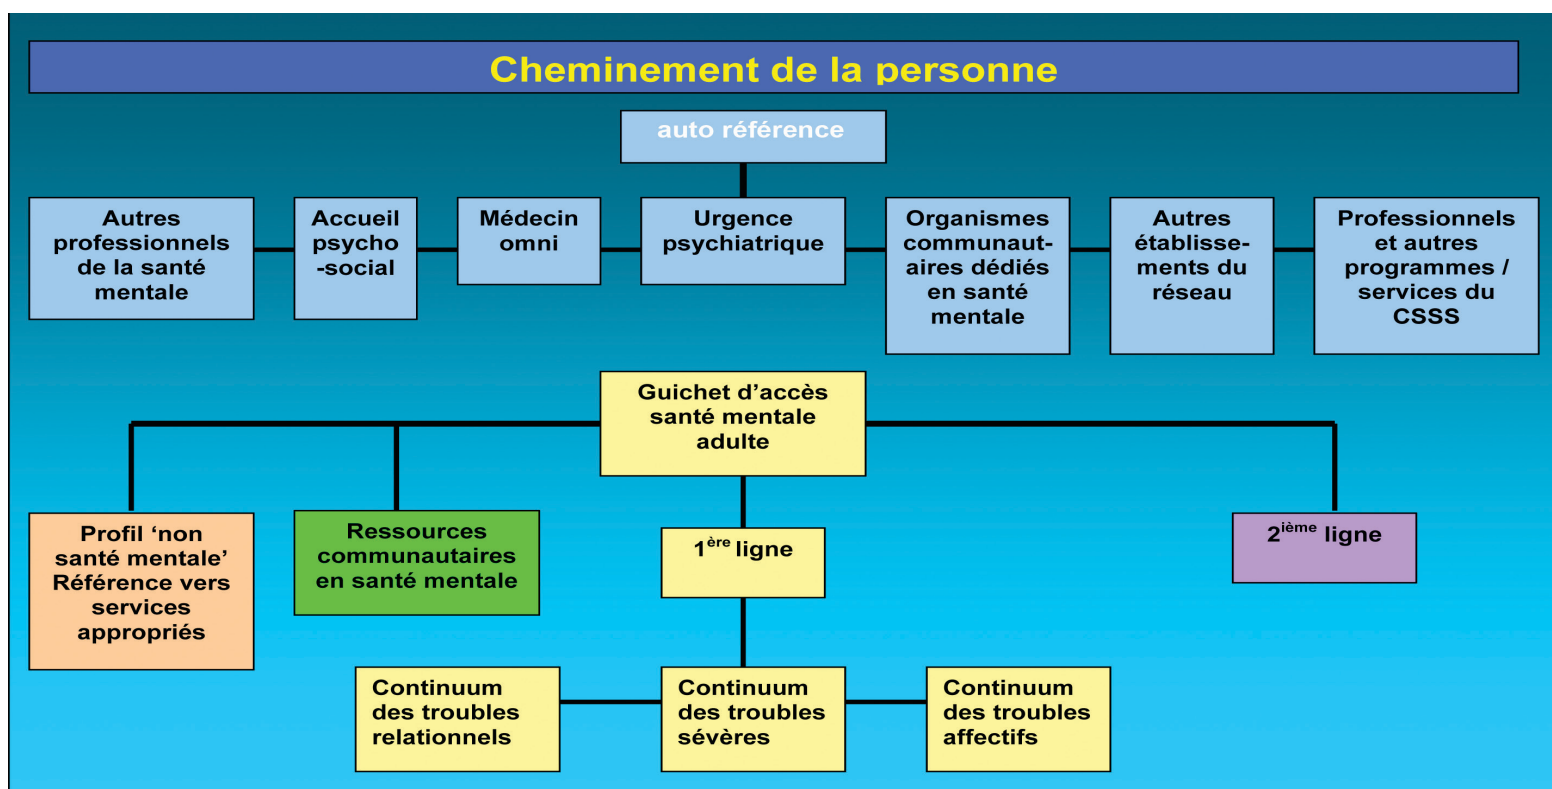 Cheminement de la personne
auto référence
Autres
professionnels
de la santé
mentale
Accueil
psycho
-social
Médecin
omni
Urgence
psychiatrique
Organismes
communaut-
aires dédiés
en santé
mentale
Autres
établisse-
ments du
réseau
Professionnels
et autres
programmes /
services du
CSSS
Guichet d’accès
santé mentale
adulte
Profil ‘non
santé mentale’
Référence vers
services
appropriés
Ressources
communautaires
en santé mentale
1ère ligne
2ième ligne
Continuum
des troubles
relationnels
Continuum
des troubles
sévères
Continuum
des troubles
affectifs